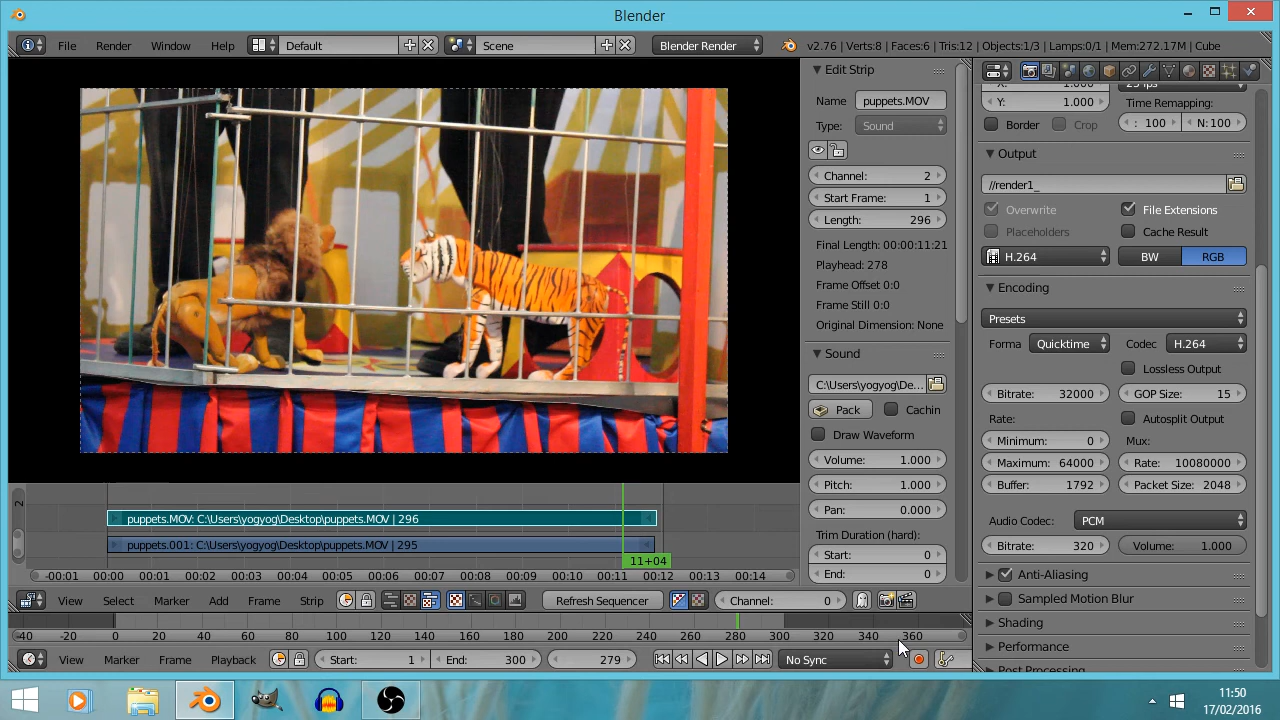 Blender
File Render Window Help Default Scene Blender Render v2.76 | Verts:8 | Faces:6 | Tris:12 | Objects:1/3 | Lamps:0/1 | Mem:272.17M | Cube
Edit Strip
Name puppets.MOV
Type: Sound
Channel: 2
Start Frame: 1
Length: 296
Final Length: 00:00:11:21
Playhead: 278
Frame Offset 0:0
Frame Still 0:0
Original Dimension: None
Sound
C:\Users\yogyog\De...
Pack Cachin
Draw Waveform
Volume: 1.000
Pitch: 1.000
Pan: 0.000
Trim Duration (hard):
Start: 0
End: 0
Y: 1.000 Time Remapping:
Border Crop : 100 N:100
Output
//render1_
Overwrite File Extensions
Placeholders Cache Result
H.264 BW RGB
Encoding
Presets
Forma Quicktime Codec H.264
Lossless Output
Bitrate: 32000 GOP Size: 15
Rate: Autosplit Output
Minimum: 0 Mux:
Maximum: 64000 Rate: 10080000
Buffer: 1792 Packet Size: 2048
Audio Codec: PCM
Bitrate: 320 Volume: 1.000
Anti-Aliasing
Sampled Motion Blur
Shading
Performance
Post Processing
2
puppets.MOV: C:\Users\yogyog\Desktop\puppets.MOV | 296
puppets.001: C:\Users\yogyog\Desktop\puppets.MOV | 295
11+04
-00:01 00:00 00:01 00:02 00:03 00:04 00:05 00:06 00:07 00:08 00:09 00:10 00:11 00:12 00:13 00:14
View Select Marker Add Frame Strip Refresh Sequencer Channel: 0
-40 -20 0 20 40 60 80 100 120 140 160 180 200 220 240 260 280 300 320 340 360
View Marker Frame Playback Start: 1 End: 300 279 No Sync
11:50
17/02/2016